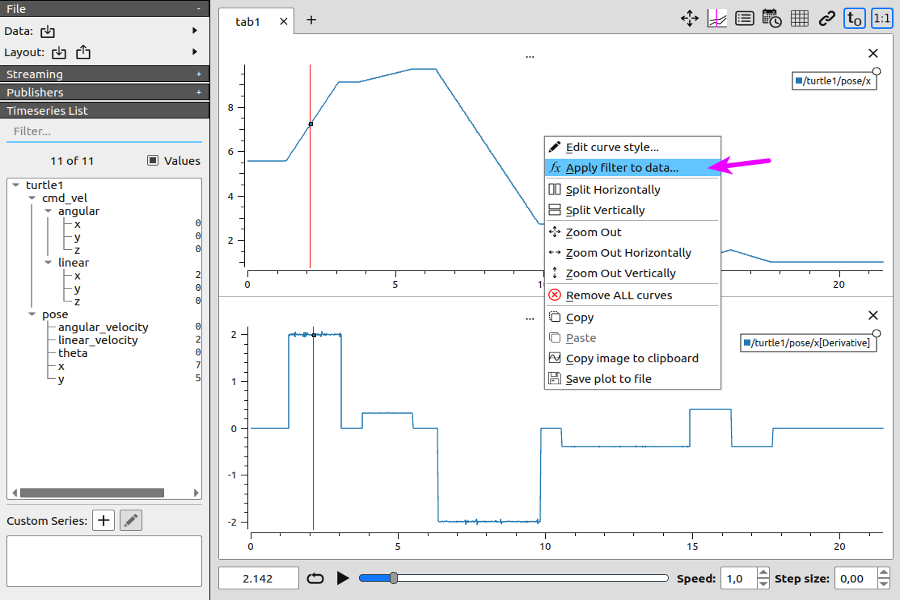 File -
Data:
Layout:
Streaming +
Publishers +
Timeseries List
Filter...
11 of 11 Values
turtle1
cmd_vel
angular
x 0
y 0
z 0
linear
x 2
y 0
z 0
pose
angular_velocity 0
linear_velocity 2
theta 0
x 7
y 5
Custom Series: +
tab1 × +
t0 1:1
...
/turtle1/pose/x
8
6
4
2
0 5 1 20
Edit curve style...
fx Apply filter to data...
Split Horizontally
Split Vertically
Zoom Out
Zoom Out Horizontally
Zoom Out Vertically
Remove ALL curves
Copy
Paste
Copy image to clipboard
Save plot to file
...
/turtle1/pose/x[Derivative]
2
1
0
-1
-2
0 5 10 15 20
2.142 Speed: 1,0 Step size: 0,00